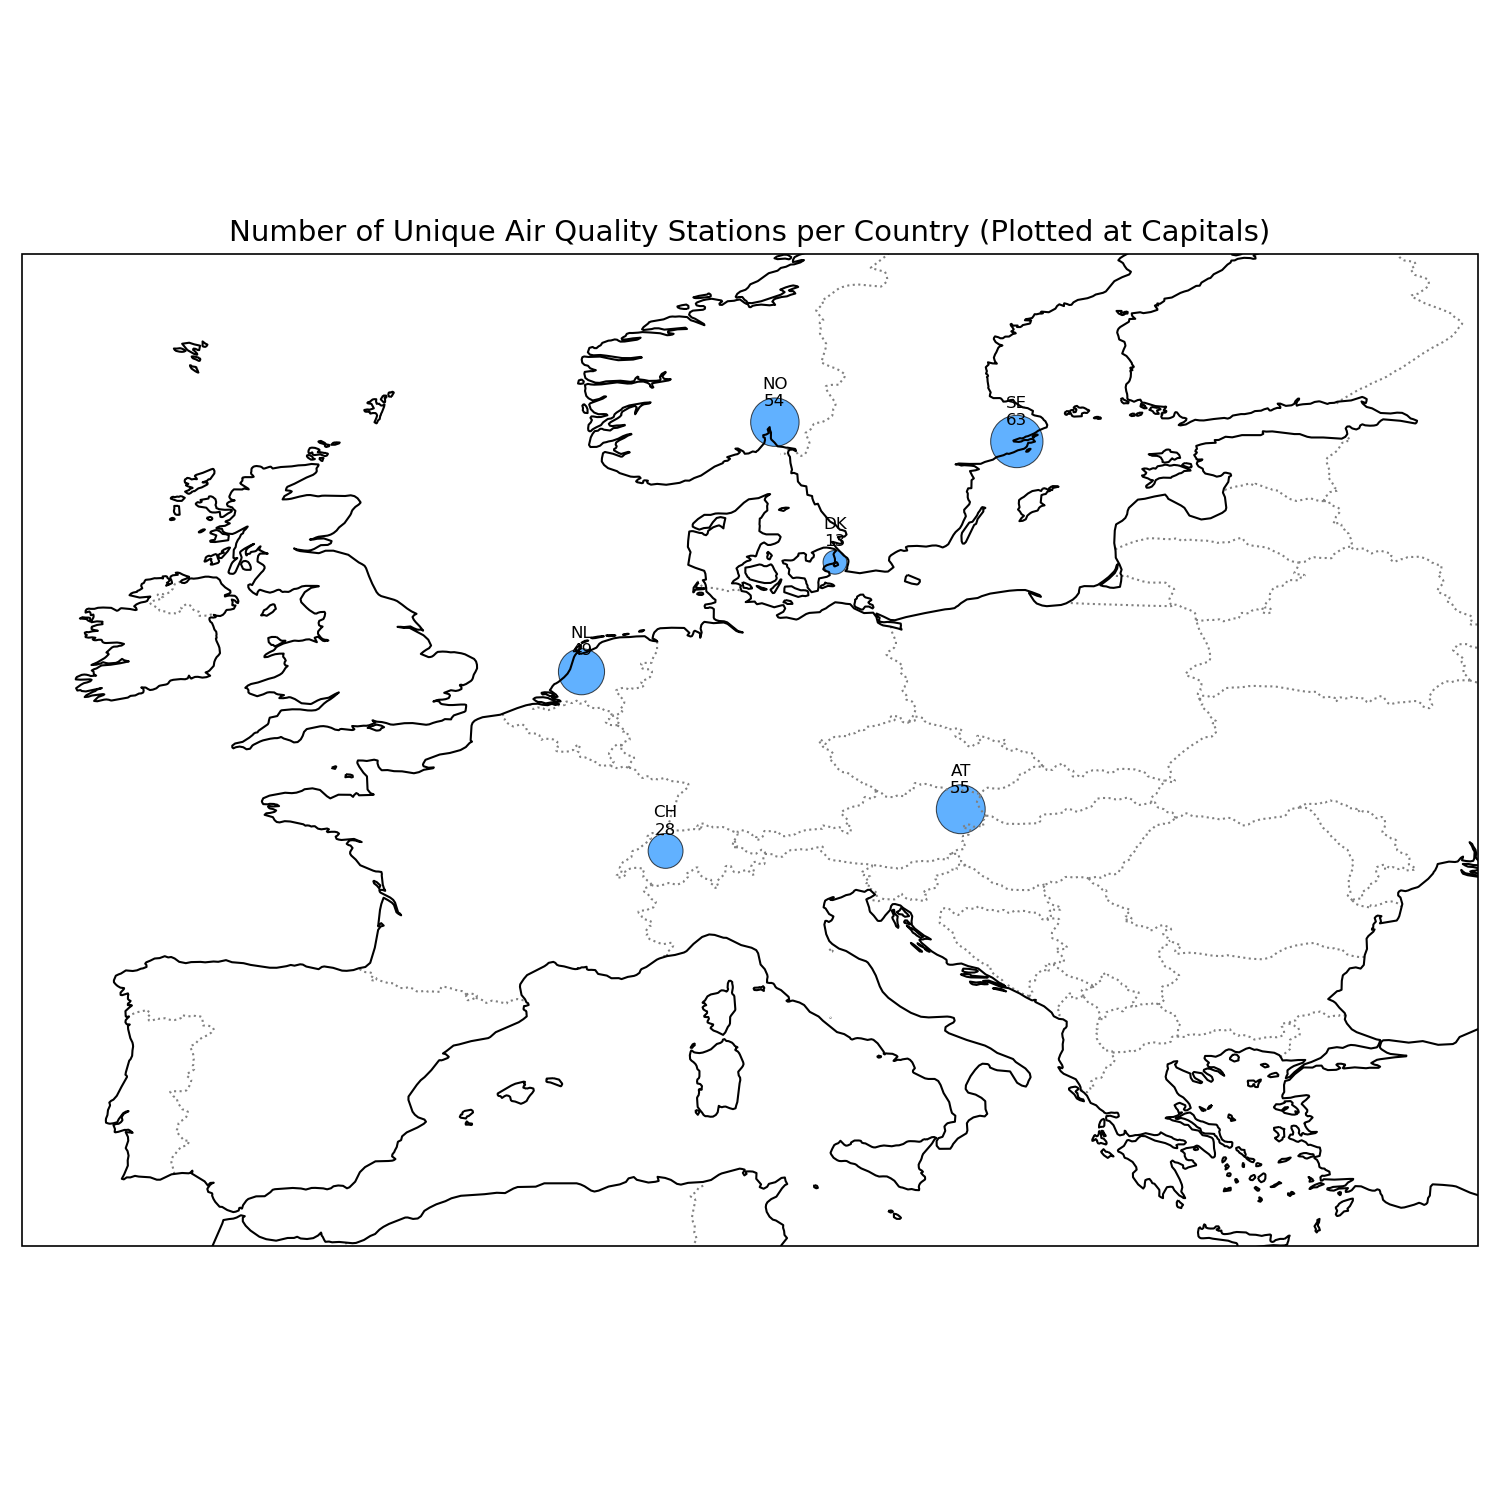 Number of Unique Air Quality Stations per Country (Plotted at Capitals)
NO
54
SE
63
DK
13
NL
49
AT
55
CH
28